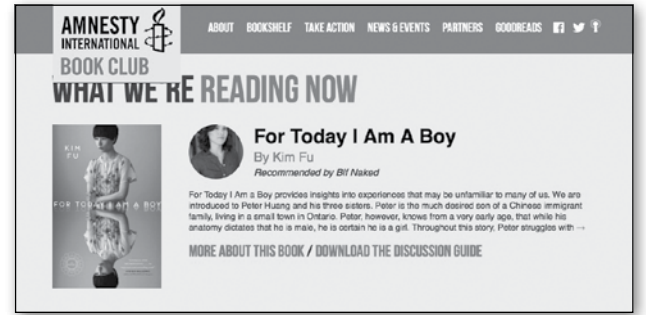 AMNESTY
INTERNATIONAL
BOOK CLUB
ABOUT BOOKSHELF TAKE ACTION NEWS & EVENTS PARTNERS GOODREADS
WHAT WE'RE READING NOW
KIM
FU
FOR TODAY I AM A BOY
For Today I Am A Boy
By Kim Fu
Recommended by Bif Naked
For Today I Am a Boy provides insights into experiences that may be unfamiliar to many of us. We are
introduced to Peter Huang and his three sisters. Peter is the much desired son of a Chinese immigrant
family, living in a small town in Ontario. Peter, however, knows from a very early age, that while his
anatomy dictates that he is male, he is certain he is a girl. Throughout this story, Peter struggles with →
MORE ABOUT THIS BOOK / DOWNLOAD THE DISCUSSION GUIDE